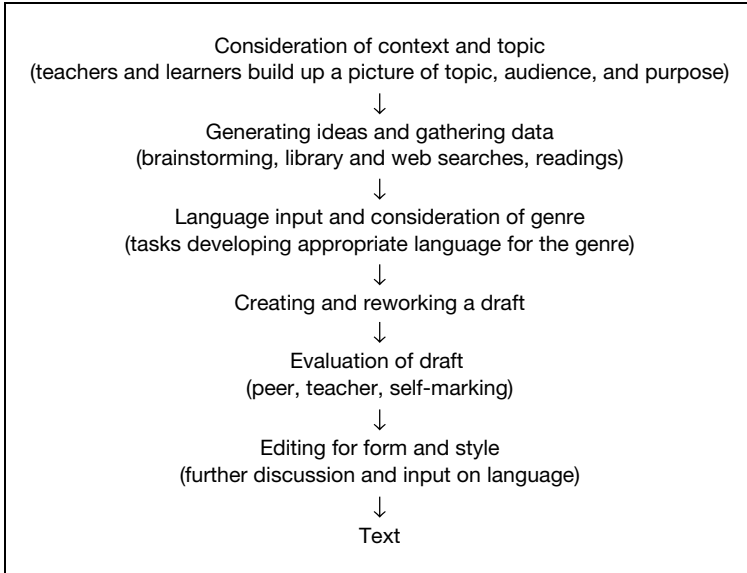 Consideration of context and topic
(teachers and learners build up a picture of topic, audience, and purpose)
↓
Generating ideas and gathering data
(brainstorming, library and web searches, readings)
↓
Language input and consideration of genre
(tasks developing appropriate language for the genre)
↓
Creating and reworking a draft
↓
Evaluation of draft
(peer, teacher, self-marking)
↓
Editing for form and style
(further discussion and input on language)
↓
Text